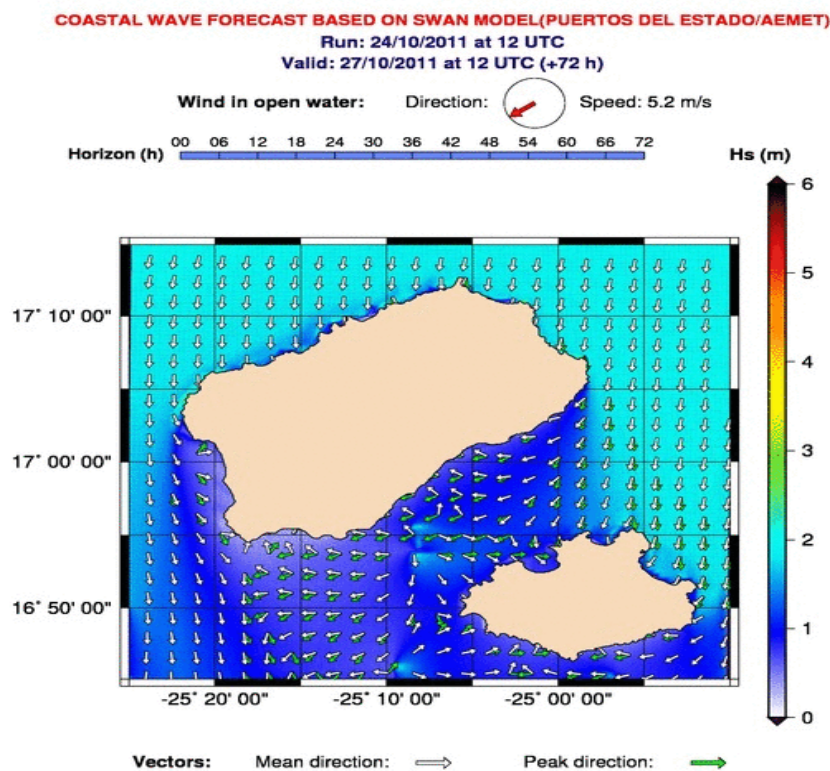 COASTAL WAVE FORECAST BASED ON SWAN MODEL(PUERTOS DEL ESTADO/AEMET)
Run: 24/10/2011 at 12 UTC
Valid: 27/10/2011 at 12 UTC (+72 h)
Wind in open water: Direction: Speed: 5.2 m/s
00 06 12 18 24 30 36 42 48 54 60 66 72
Horizon (h) Hs (m)
6
5
17˚ 10' 00"
4
3
17˚ 00' 00"
2
16˚ 50' 00"
1
0
-25˚ 20' 00" -25˚ 10' 00" -25˚ 00' 00"
Vectors: Mean direction: Peak direction: